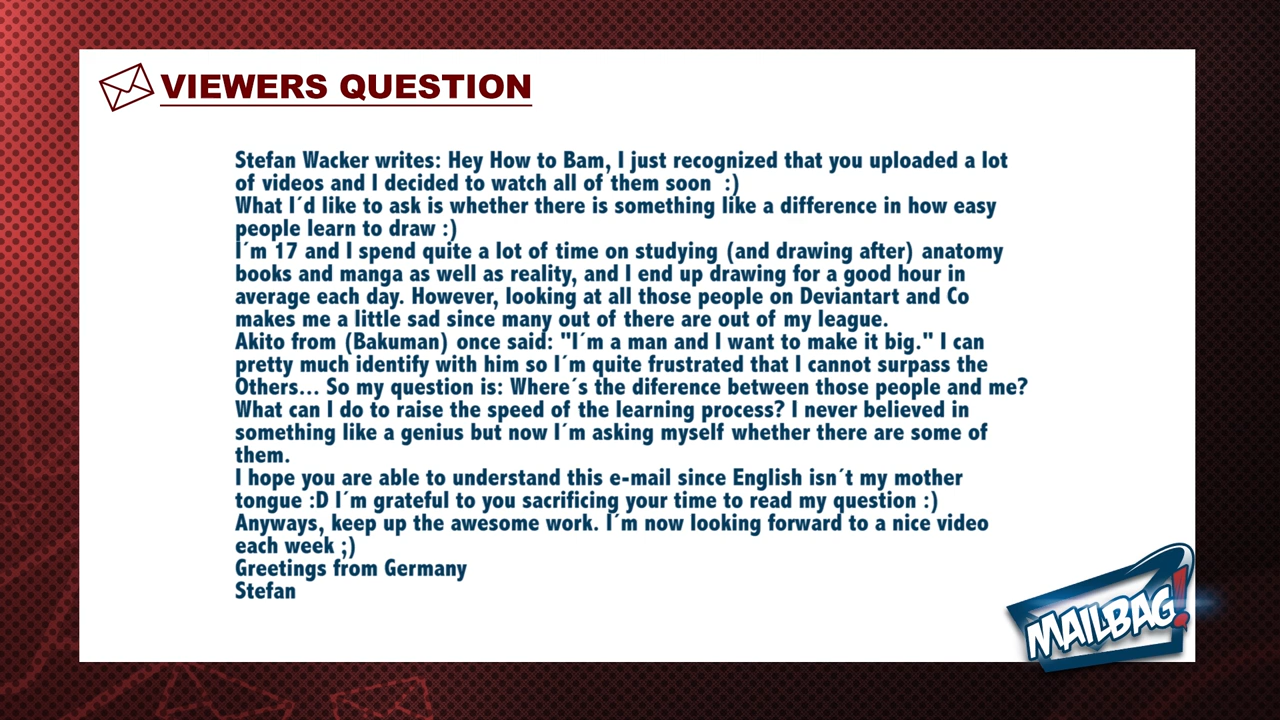 VIEWERS QUESTION
Stefan Wacker writes: Hey How to Bam, I just recognized that you uploaded a lot
of videos and I decided to watch all of them soon  :)
What I´d like to ask is whether there is something like a difference in how easy
people learn to draw :)
I´m 17 and I spend quite a lot of time on studying (and drawing after) anatomy
books and manga as well as reality, and I end up drawing for a good hour in
average each day. However, looking at all those people on Deviantart and Co
makes me a little sad since many out of there are out of my league.
Akito from (Bakuman) once said: "I´m a man and I want to make it big." I can
pretty much identify with him so I´m quite frustrated that I cannot surpass the
Others... So my question is: Where´s the diference between those people and me?
What can I do to raise the speed of the learning process? I never believed in
something like a genius but now I´m asking myself whether there are some of
them.
I hope you are able to understand this e-mail since English isn´t my mother
tongue :D I´m grateful to you sacrificing your time to read my question :)
Anyways, keep up the awesome work. I´m now looking forward to a nice video
each week ;)
Greetings from Germany
Stefan
MAILBAG!